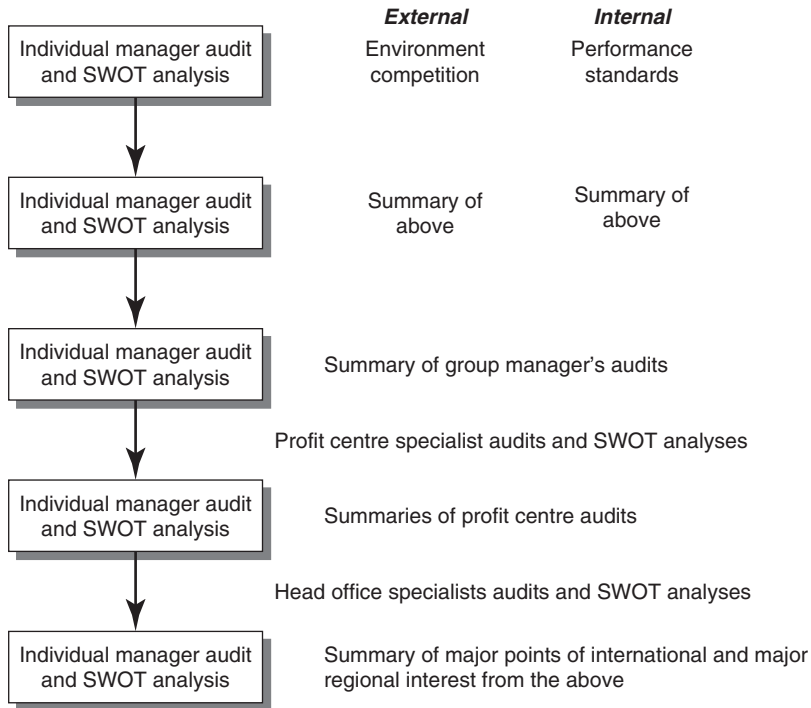 External
Internal
Individual manager audit
and SWOT analysis
Environment
competition
Performance
standards
Individual manager audit
and SWOT analysis
Summary of
above
Summary of
above
Individual manager audit
and SWOT analysis
Summary of group manager's audits
Profit centre specialist audits and SWOT analyses
Individual manager audit
and SWOT analysis
Summaries of profit centre audits
Head office specialists audits and SWOT analyses
Individual manager audit
and SWOT analysis
Summary of major points of international and major
regional interest from the above